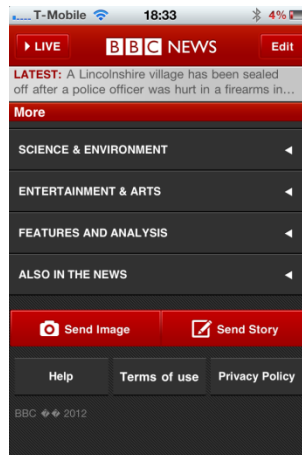 T-Mobile 18:33 4%
LIVE BBC NEWS Edit
LATEST: A Lincolnshire village has been sealed
off after a police officer was hurt in a firearms in...
More
SCIENCE & ENVIRONMENT
ENTERTAINMENT & ARTS
FEATURES AND ANALYSIS
ALSO IN THE NEWS
Send Image Send Story
Help Terms of use Privacy Policy
BBC �� 2012